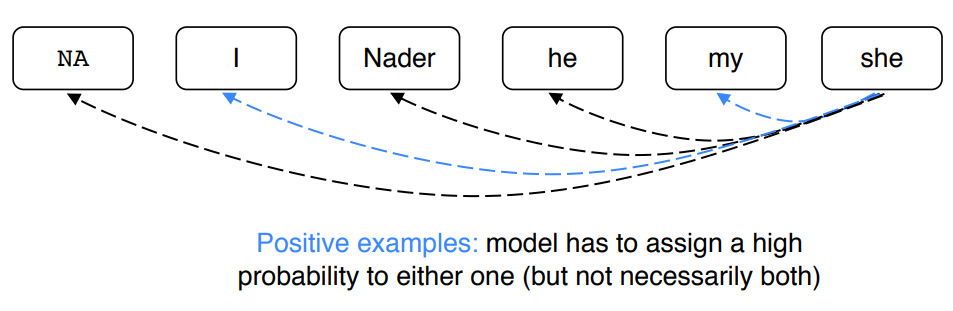 NA I Nader he my she
Positive examples: model has to assign a high
probability to either one (but not necessarily both)